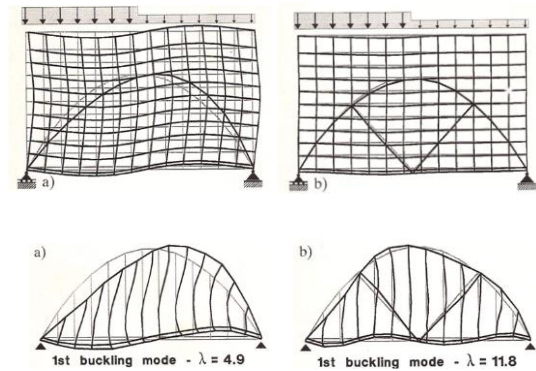 a)
b)
a)
b)
1st buckling mode - λ = 4.9
1st buckling mode - λ = 11.8